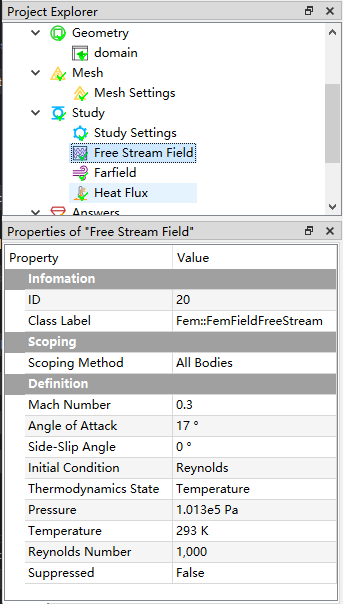 Project Explorer
Geometry
domain
Mesh
Mesh Settings
Study
Study Settings
Free Stream Field
Farfield
Heat Flux
Answers
Properties of "Free Stream Field"
Property Value
Infomation
ID 20
Class Label Fem::FemFieldFreeStream
Scoping
Scoping Method All Bodies
Definition
Mach Number 0.3
Angle of Attack 17 °
Side-Slip Angle 0 °
Initial Condition Reynolds
Thermodynamics State Temperature
Pressure 1.013e5 Pa
Temperature 293 K
Reynolds Number 1,000
Suppressed False